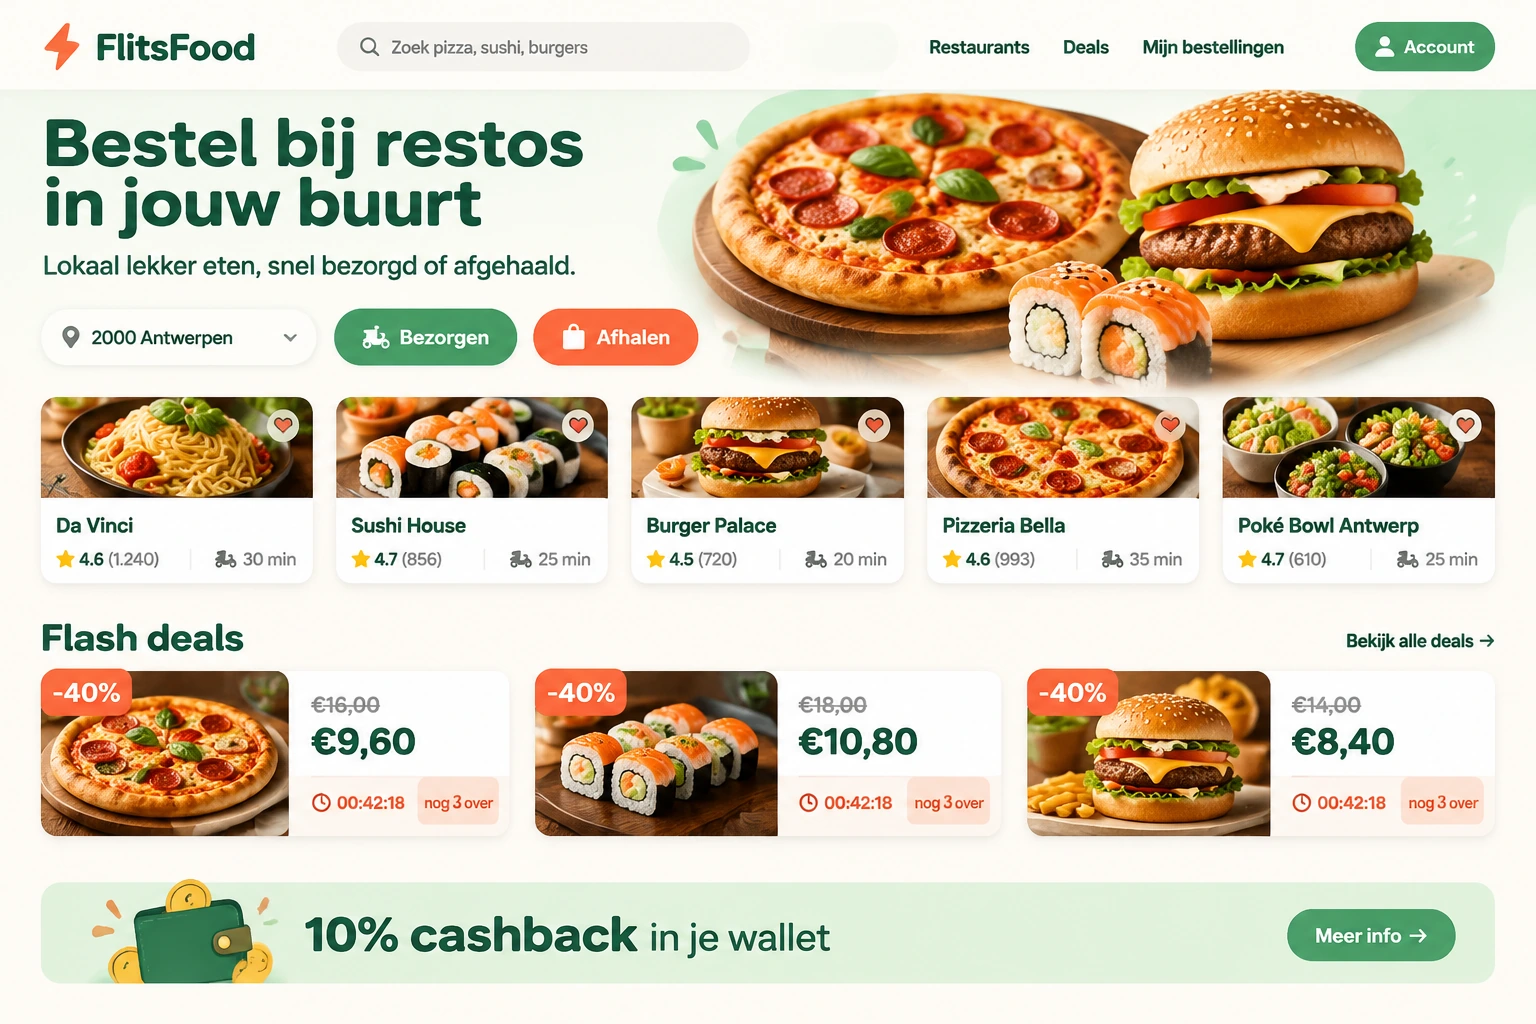 FlitsFood
Zoek pizza, sushi, burgers
Restaurants
Deals
Mijn bestellingen
Account
Bestel bij restos
in jouw buurt
Lokaal lekker eten, snel bezorgd of afgehaald.
2000 Antwerpen
Bezorgen
Afhalen
Da Vinci
4.6 (1.240)
30 min
Sushi House
4.7 (856)
25 min
Burger Palace
4.5 (720)
20 min
Pizzeria Bella
4.6 (993)
35 min
Poké Bowl Antwerp
4.7 (610)
25 min
Flash deals
Bekijk alle deals →
-40%
€16,00
€9,60
00:42:18
nog 3 over
-40%
€18,00
€10,80
00:42:18
nog 3 over
-40%
€14,00
€8,40
00:42:18
nog 3 over
10% cashback in je wallet
Meer info →